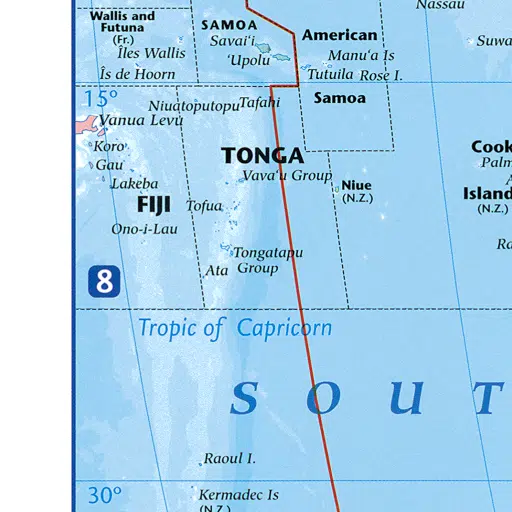 Nassau
Wallis and
Futuna
(Fr.)
SAMOA
Savai'i
American
Suwa
Îles Wallis
'Upolu
Manu'a Is
Îs de Hoorn
Tutuila
Rose I.
15°
Niuatoputopu
Tafahi
Samoa
Vanua Levu
Koro
TONGA
Cook
Gau
Palm
Vava'u Group
Lakeba
Niue
(N.Z.)
Island
(N.Z.)
FIJI
Tofua
Ono-i-Lau
Ra
Tongatapu
Group
Ata
8
Tropic of Capricorn
S O U T
Raoul I.
30°
Kermadec Is
(N.Z.)